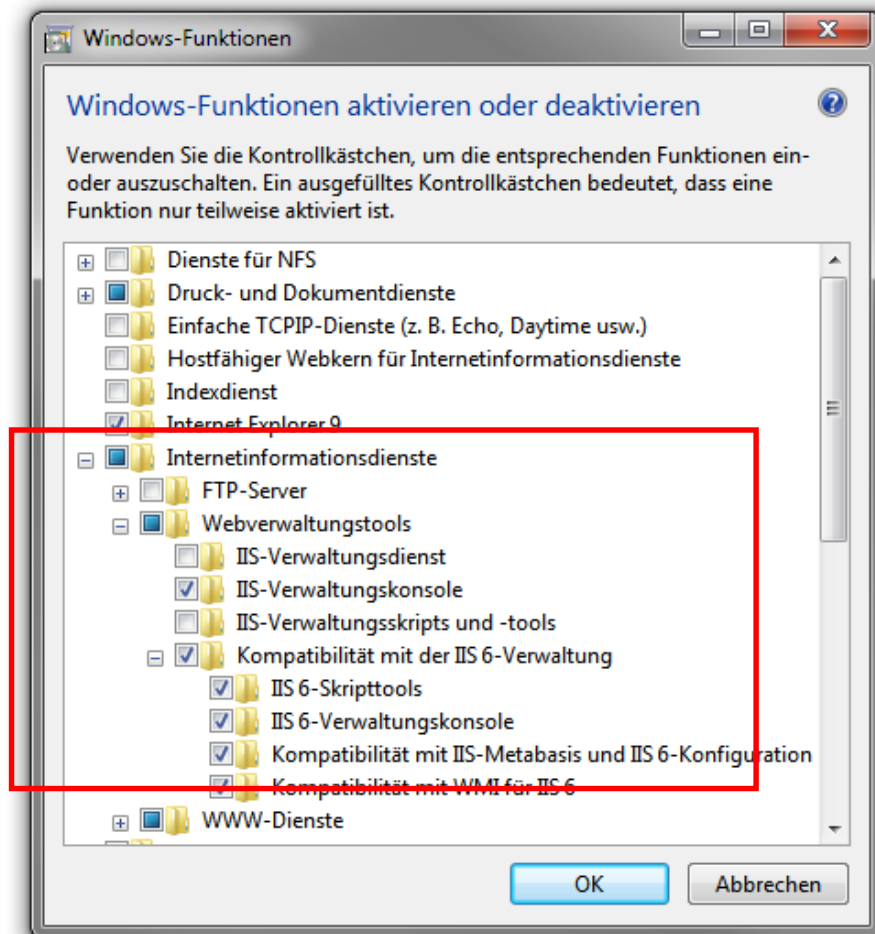 Windows-Funktionen
Windows-Funktionen aktivieren oder deaktivieren
Verwenden Sie die Kontrollkästchen, um die entsprechenden Funktionen ein-
oder auszuschalten. Ein ausgefülltes Kontrollkästchen bedeutet, dass eine
Funktion nur teilweise aktiviert ist.
Dienste für NFS
Druck- und Dokumentdienste
Einfache TCPIP-Dienste (z. B. Echo, Daytime usw.)
Hostfähiger Webkern für Internetinformationsdienste
Indexdienst
Internet Explorer 9
Internetinformationsdienste
FTP-Server
Webverwaltungstools
IIS-Verwaltungsdienst
IIS-Verwaltungskonsole
IIS-Verwaltungsskripts und -tools
Kompatibilität mit der IIS 6-Verwaltung
IIS 6-Skripttools
IIS 6-Verwaltungskonsole
Kompatibilität mit IIS-Metabasis und IIS 6-Konfiguration
Kompatibilität mit WMI für IIS 6
WWW-Dienste
OK Abbrechen